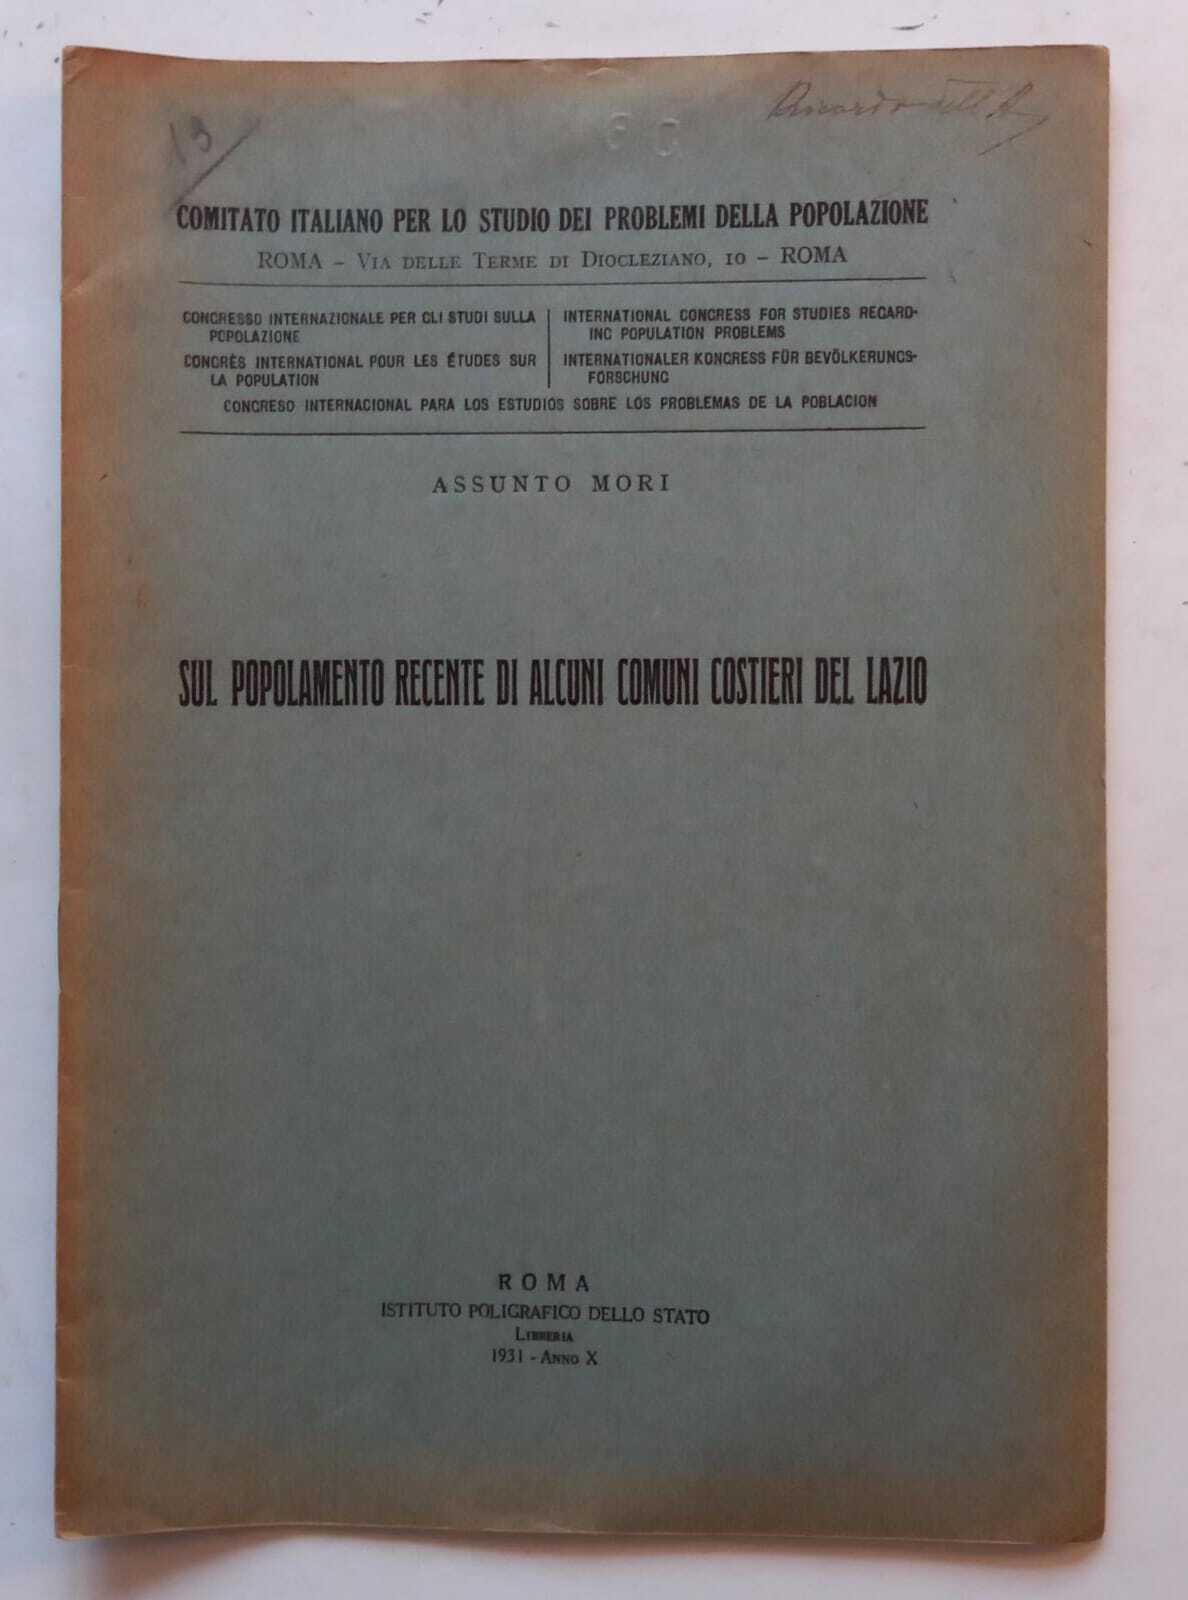 13
Ricordo dell'A.
COMITATO ITALIANO PER LO STUDIO DEI PROBLEMI DELLA POPOLAZIONE
ROMA – VIA DELLE TERME DI DIOCLEZIANO, 10 – ROMA
CONGRESSO INTERNAZIONALE PER GLI STUDI SULLA
POPOLAZIONE
CONGRÈS INTERNATIONAL POUR LES ÉTUDES SUR
LA POPULATION
INTERNATIONAL CONGRESS FOR STUDIES REGARD-
ING POPULATION PROBLEMS
INTERNATIONALER KONGRESS FÜR BEVÖLKERUNGS-
FORSCHUNG
CONGRESO INTERNACIONAL PARA LOS ESTUDIOS SOBRE LOS PROBLEMAS DE LA POBLACION
ASSUNTO MORI
SUL POPOLAMENTO RECENTE DI ALCUNI COMUNI COSTIERI DEL LAZIO
ROMA
ISTITUTO POLIGRAFICO DELLO STATO
LIBRERIA
1931 - ANNO X